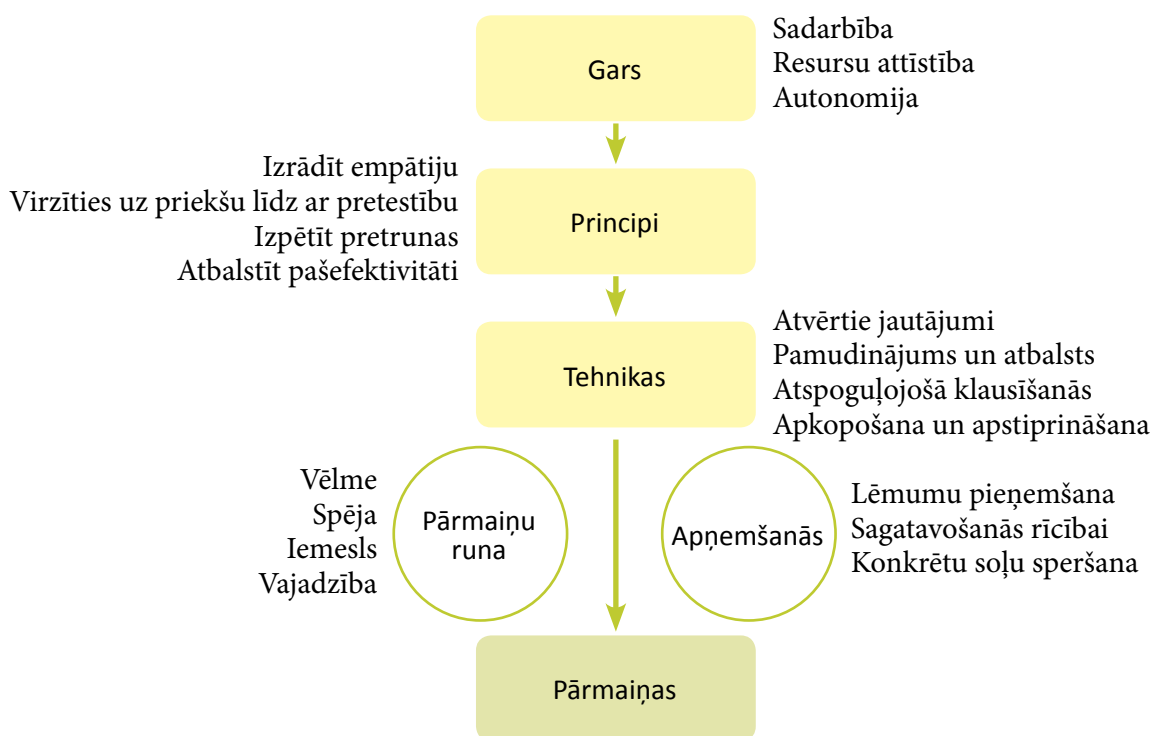 Gars
Sadarbība
Resursu attīstība
Autonomija
Izrādīt empātiju
Virzīties uz priekšu līdz ar pretestību
Izpētīt pretrunas
Atbalstīt pašefektivitāti
Principi
Tehnikas
Atvērtie jautājumi
Pamudinājums un atbalsts
Atspoguļojošā klausīšanās
Apkopošana un apstiprināšana
Vēlme
Spēja
Iemesls
Vajadzība
Pārmaiņu
runa
Apņemšanās
Lēmumu pieņemšana
Sagatavošanās rīcībai
Konkrētu soļu speršana
Pārmaiņas